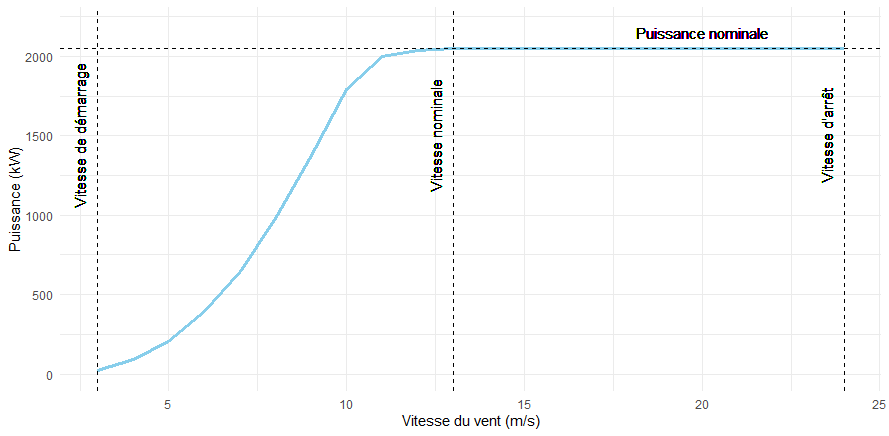 Puissance nominale
2000
1500
1000
500
0
Puissance (kW)
Vitesse de démarrage
Vitesse nominale
Vitesse d'arrêt
5
10
15
20
25
Vitesse du vent (m/s)